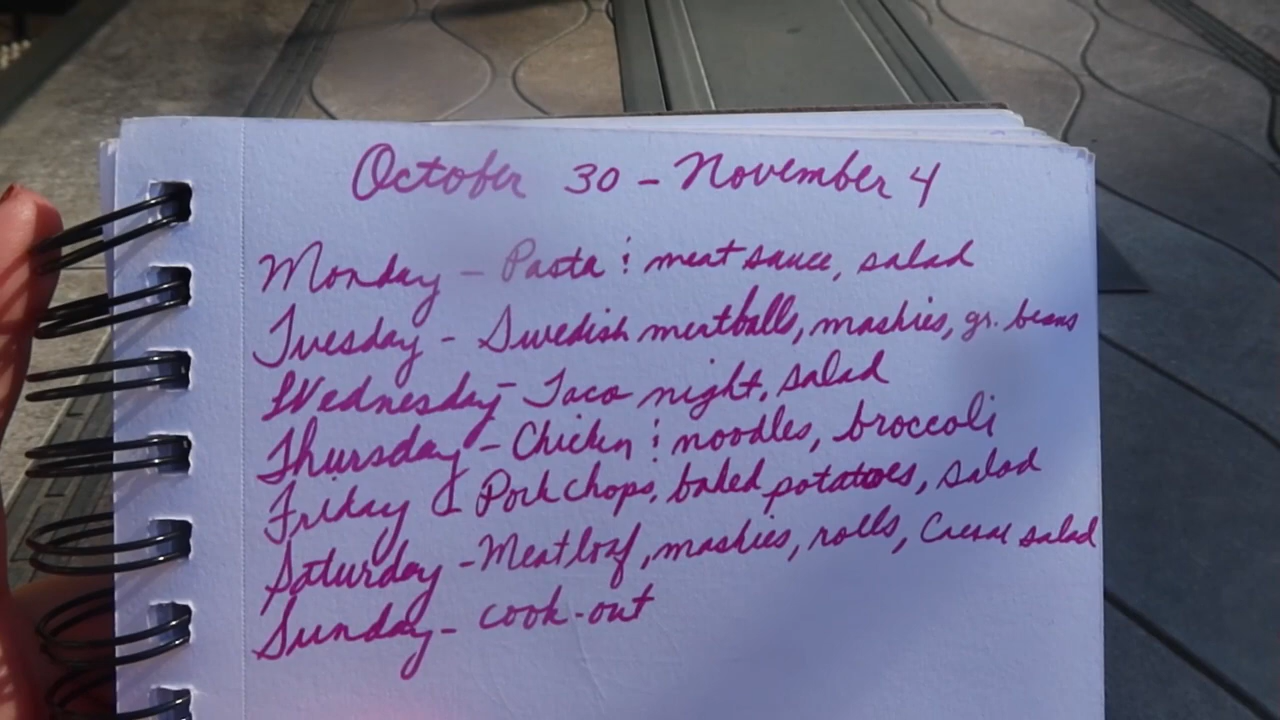 October 30 - November 4
Monday - Pasta & meat sauce, salad
Tuesday - Swedish meatballs, mashies, gr. beans
Wednesday - Taco night, salad
Thursday - Chicken & noodles, broccoli
Friday - Pork chops, baked potatoes, salad
Saturday - Meatloaf, mashies, rolls, Caesar salad
Sunday - cook-out